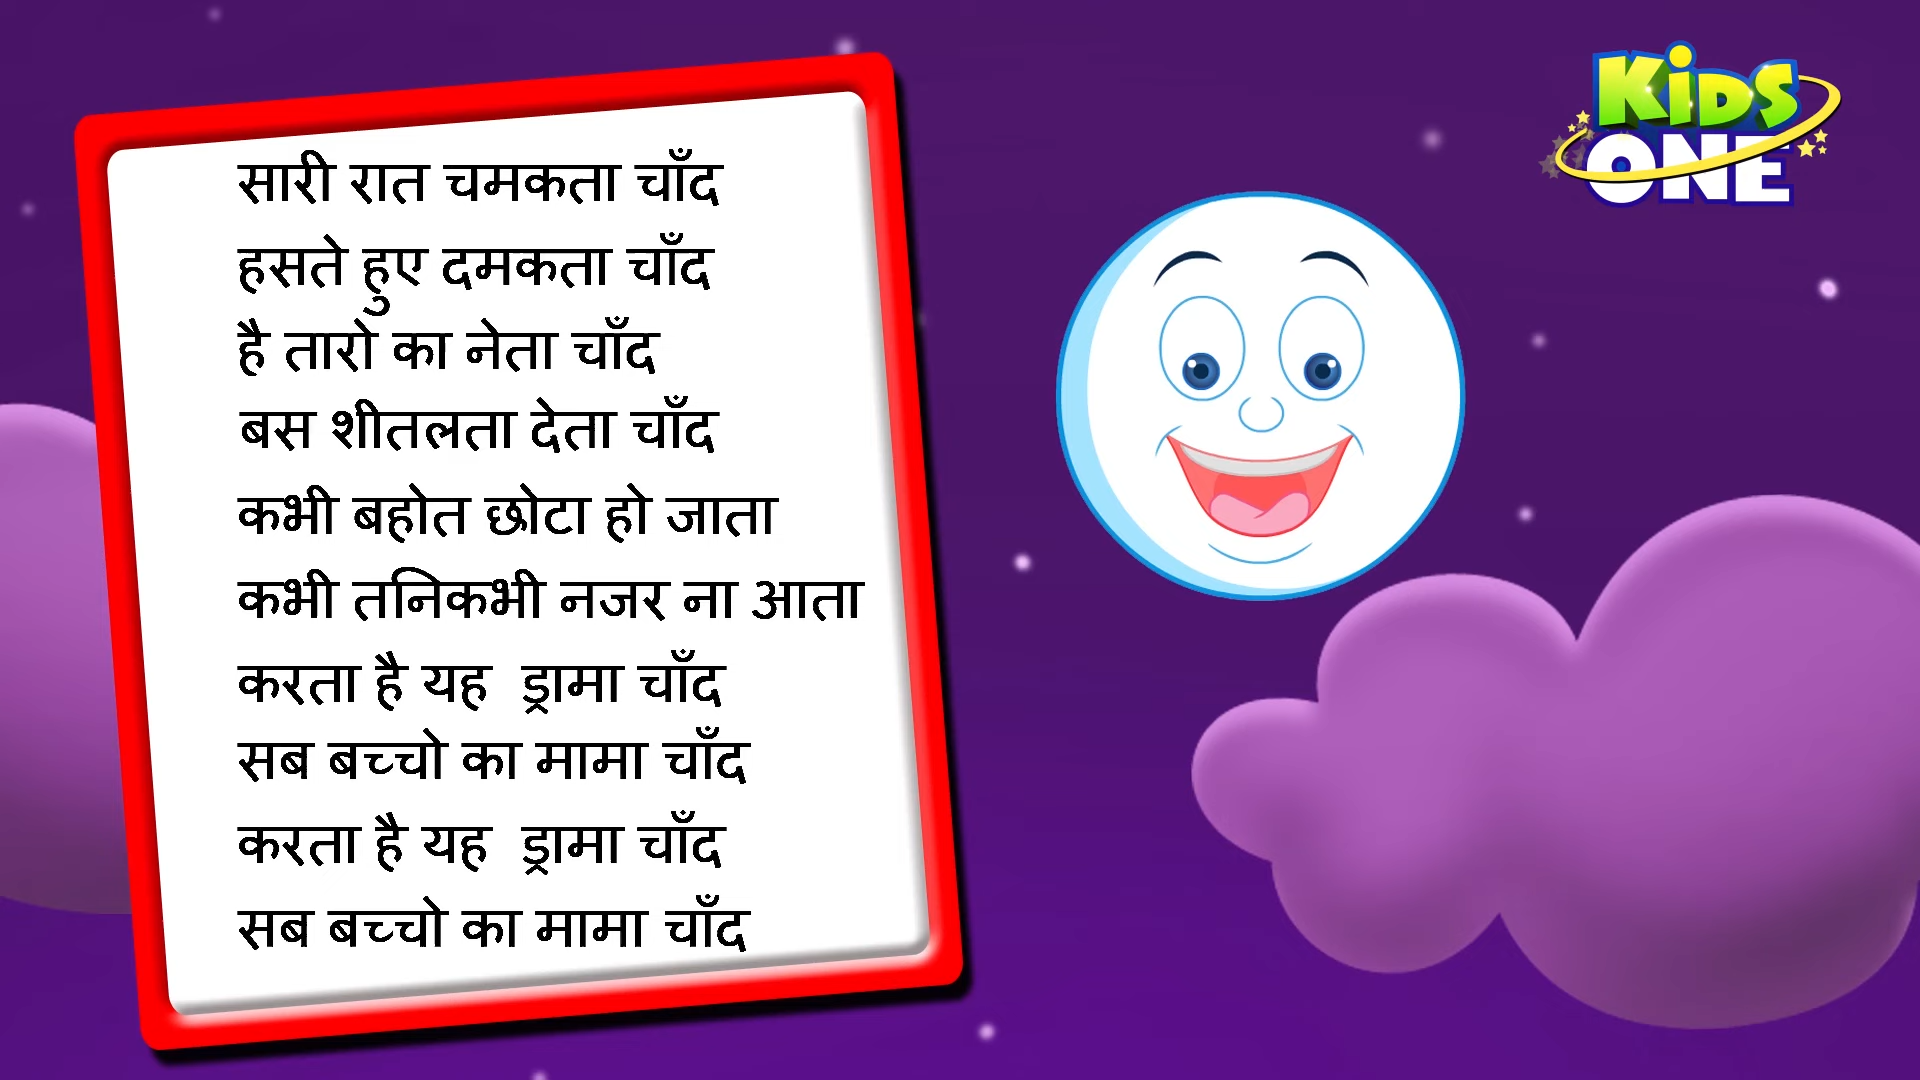 सारी रात चमकता चाँद
हसते हुए दमकता चाँद
है तारो का नेता चाँद
बस शीतलता देता चाँद
कभी बहोत छोटा हो जाता
कभी तनिकभी नजर ना आता
करता है यह ड्रामा चाँद
सब बच्चो का मामा चाँद
करता है यह ड्रामा चाँद
सब बच्चो का मामा चाँद
KiDS
ONE